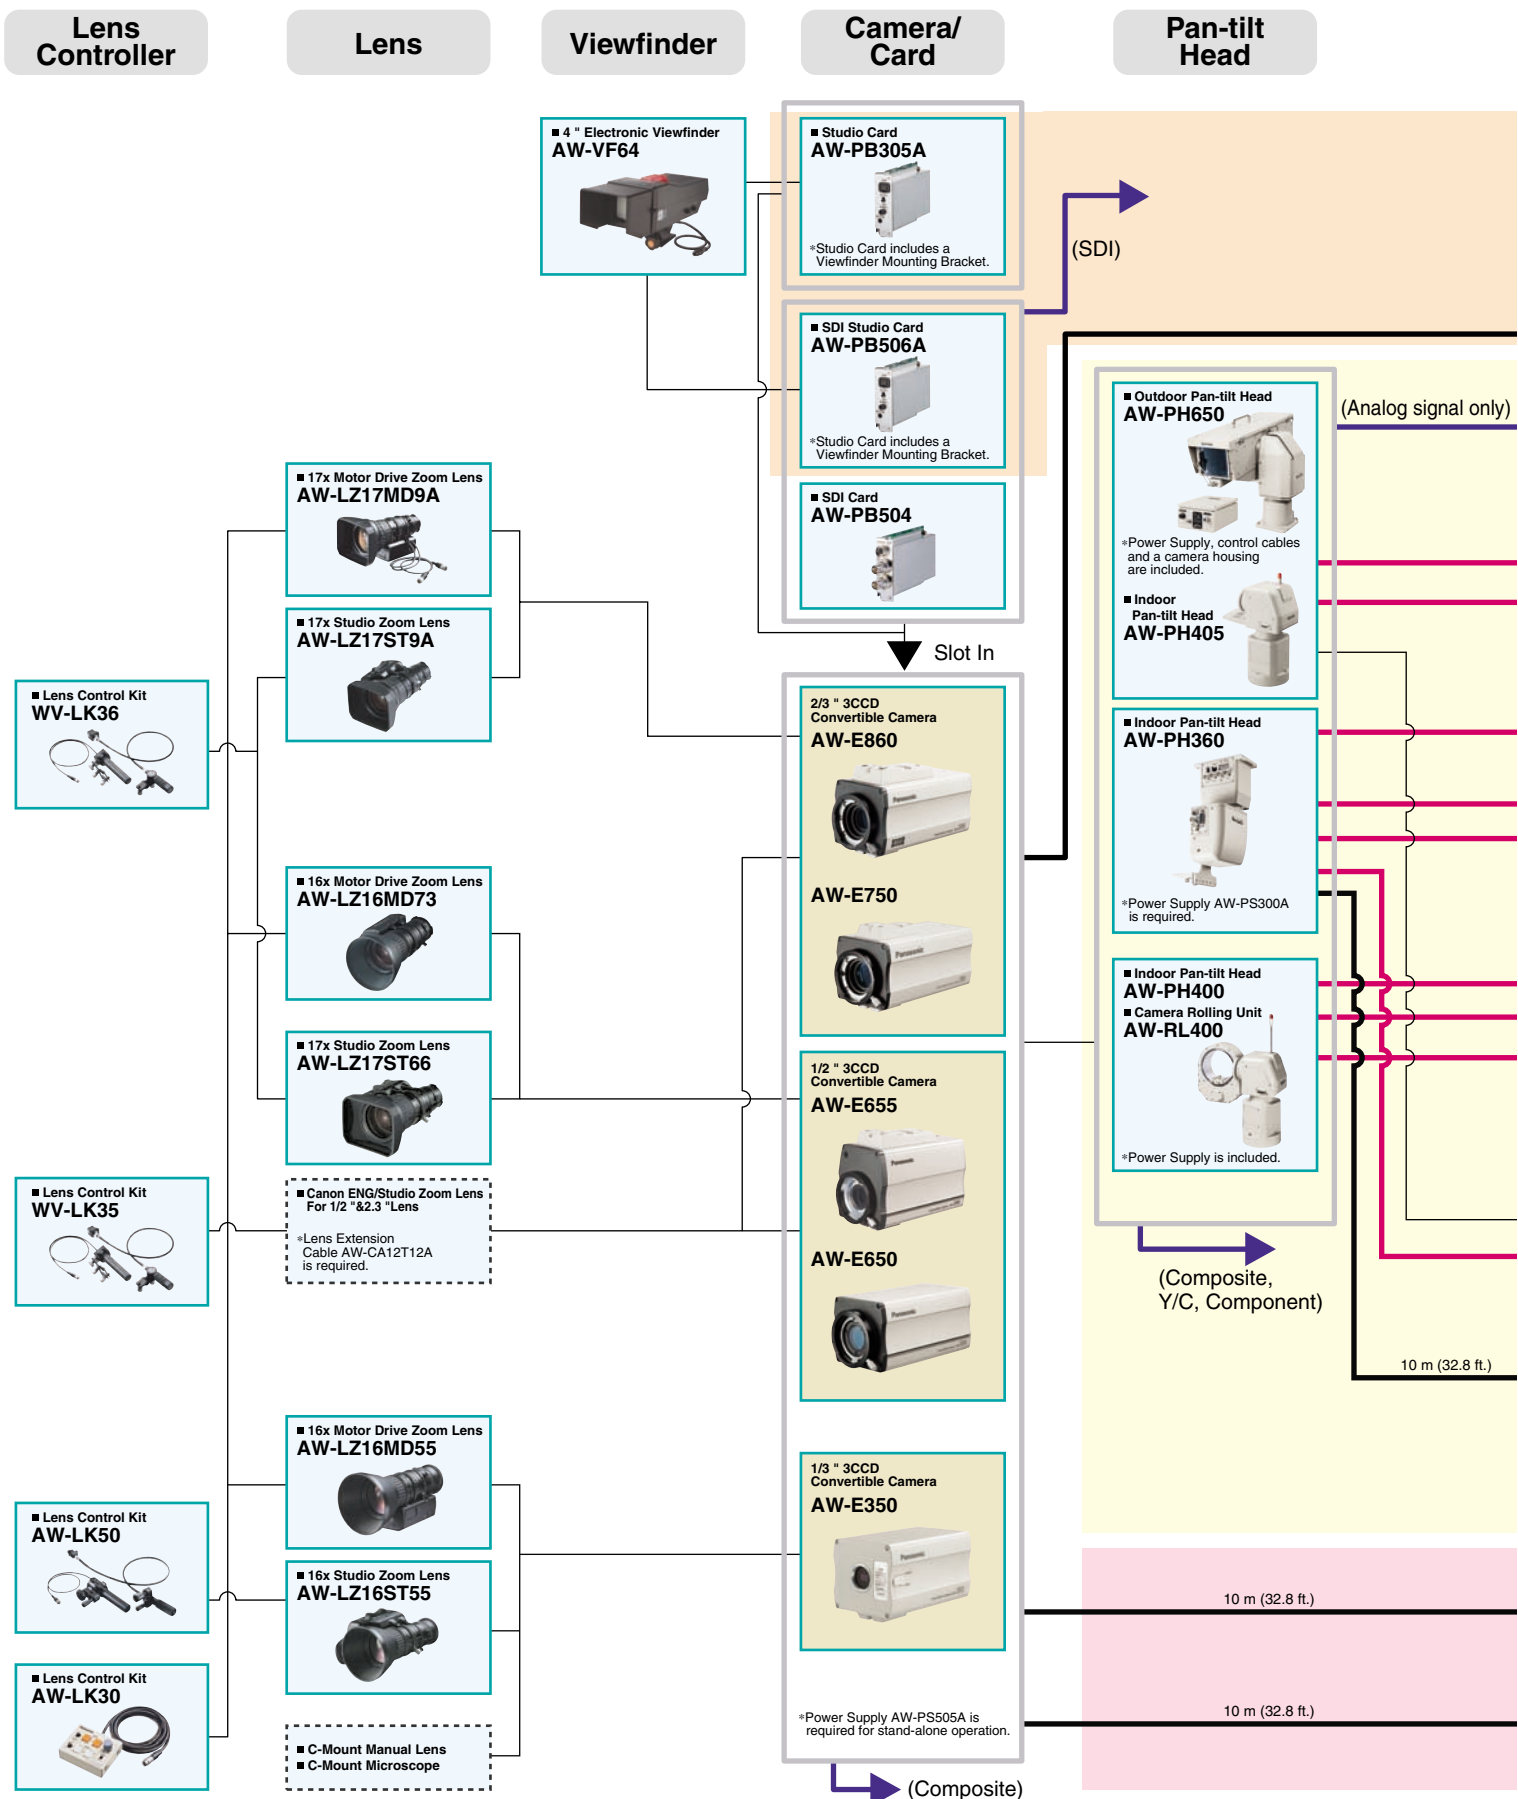 Lens
Controller
Lens
Viewfinder
Camera/
Card
Pan-tilt
Head
■ 4 " Electronic Viewfinder
AW-VF64
■ Studio Card
AW-PB305A
*Studio Card includes a
Viewfinder Mounting Bracket.
(SDI)
■ SDI Studio Card
AW-PB506A
*Studio Card includes a
Viewfinder Mounting Bracket.
■ SDI Card
AW-PB504
Slot In
■ Outdoor Pan-tilt Head
AW-PH650
(Analog signal only)
*Power Supply, control cables
and a camera housing
are included.
■ Indoor
Pan-tilt Head
AW-PH405
■ 17x Motor Drive Zoom Lens
AW-LZ17MD9A
■ 17x Studio Zoom Lens
AW-LZ17ST9A
■ Lens Control Kit
WV-LK36
2/3 " 3CCD
Convertible Camera
AW-E860
Panasonic
AW-E750
Panasonic
■ Indoor Pan-tilt Head
AW-PH360
*Power Supply AW-PS300A
is required.
■ 16x Motor Drive Zoom Lens
AW-LZ16MD73
■ 17x Studio Zoom Lens
AW-LZ17ST66
■ Indoor Pan-tilt Head
AW-PH400
■ Camera Rolling Unit
AW-RL400
*Power Supply is included.
1/2 " 3CCD
Convertible Camera
AW-E655
Panasonic
AW-E650
Panasonic
■ Lens Control Kit
WV-LK35
■ Canon ENG/Studio Zoom Lens
For 1/2 "&2.3 "Lens
*Lens Extension
Cable AW-CA12T12A
is required.
(Composite,
Y/C, Component)
10 m (32.8 ft.)
■ 16x Motor Drive Zoom Lens
AW-LZ16MD55
1/3 " 3CCD
Convertible Camera
AW-E350
Panasonic
■ Lens Control Kit
AW-LK50
■ 16x Studio Zoom Lens
AW-LZ16ST55
10 m (32.8 ft.)
■ Lens Control Kit
AW-LK30
■ C-Mount Manual Lens
■ C-Mount Microscope
*Power Supply AW-PS505A is
required for stand-alone operation.
10 m (32.8 ft.)
(Composite)